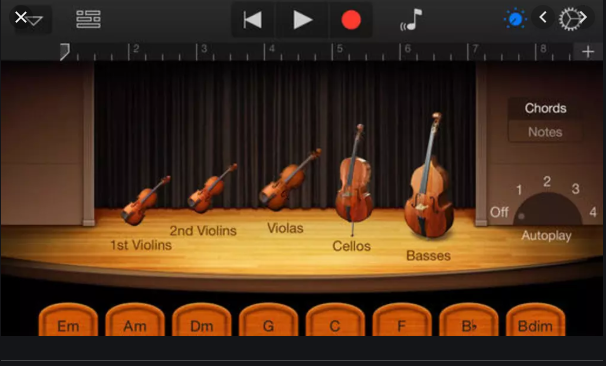 2 3 4 5 6 7 8
Chords
Notes
1 2 3 4
Off
Autoplay
1st Violins
2nd Violins
Violas
Cellos
Basses
Em Am Dm G C F B♭ Bdim